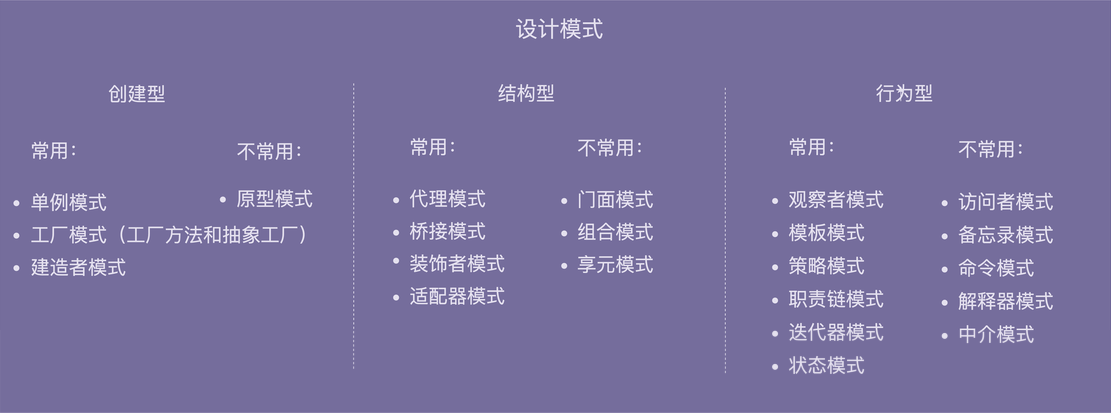 设计模式
创建型
常用：
单例模式
工厂模式（工厂方法和抽象工厂）
建造者模式
不常用：
原型模式
结构型
常用：
代理模式
桥接模式
装饰者模式
适配器模式
不常用：
门面模式
组合模式
享元模式
行为型
常用：
观察者模式
模板模式
策略模式
职责链模式
迭代器模式
状态模式
不常用：
访问者模式
备忘录模式
命令模式
解释器模式
中介模式